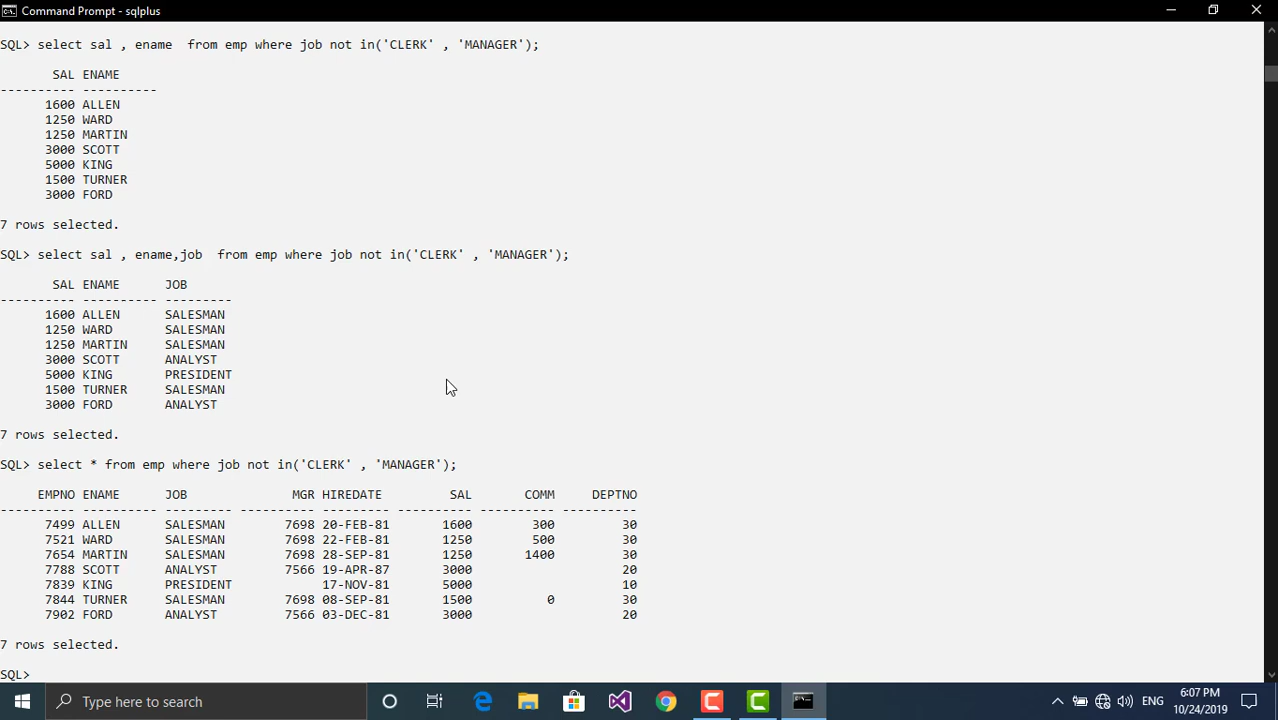 Command Prompt - sqlplus
SQL> select sal , ename  from emp where job not in('CLERK' , 'MANAGER');
       SAL ENAME
---------- ----------
      1600 ALLEN
      1250 WARD
      1250 MARTIN
      3000 SCOTT
      5000 KING
      1500 TURNER
      3000 FORD
7 rows selected.
SQL> select sal , ename,job  from emp where job not in('CLERK' , 'MANAGER');
       SAL ENAME      JOB
---------- ---------- ---------
      1600 ALLEN      SALESMAN
      1250 WARD       SALESMAN
      1250 MARTIN     SALESMAN
      3000 SCOTT      ANALYST
      5000 KING       PRESIDENT
      1500 TURNER     SALESMAN
      3000 FORD       ANALYST
7 rows selected.
SQL> select * from emp where job not in('CLERK' , 'MANAGER');
     EMPNO ENAME      JOB              MGR HIREDATE         SAL       COMM     DEPTNO
---------- ---------- --------- ---------- --------- ---------- ---------- ----------
      7499 ALLEN      SALESMAN        7698 20-FEB-81       1600        300         30
      7521 WARD       SALESMAN        7698 22-FEB-81       1250        500         30
      7654 MARTIN     SALESMAN        7698 28-SEP-81       1250       1400         30
      7788 SCOTT      ANALYST         7566 19-APR-87       3000                    20
      7839 KING       PRESIDENT            17-NOV-81       5000                    10
      7844 TURNER     SALESMAN        7698 08-SEP-81       1500          0         30
      7902 FORD       ANALYST         7566 03-DEC-81       3000                    20
7 rows selected.
SQL>
Type here to search
ENG
6:07 PM
10/24/2019